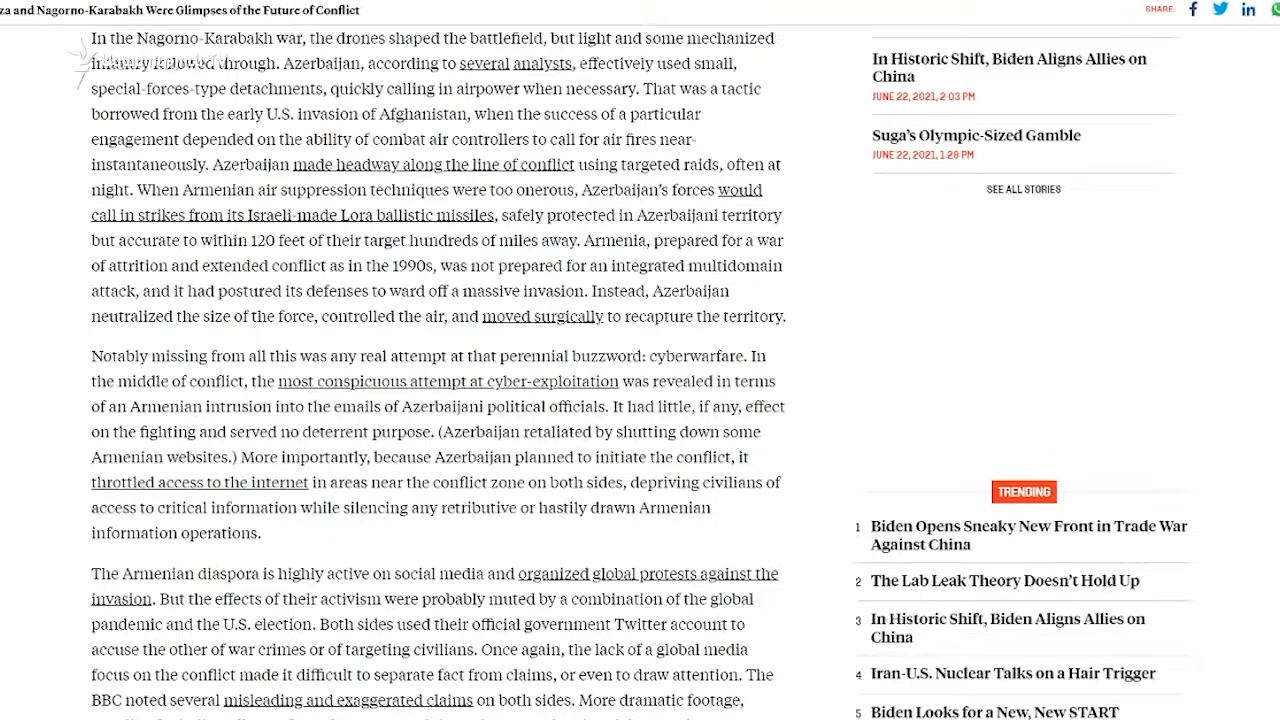 za and Nagorno-Karabakh Were Glimpses of the Future of Conflict
SHARE:
In the Nagorno-Karabakh war, the drones shaped the battlefield, but light and some mechanized
infantry followed through. Azerbaijan, according to several analysts, effectively used small,
special-forces-type detachments, quickly calling in airpower when necessary. That was a tactic
borrowed from the early U.S. invasion of Afghanistan, when the success of a particular
engagement depended on the ability of combat air controllers to call for air fires near-
instantaneously. Azerbaijan made headway along the line of conflict using targeted raids, often at
night. When Armenian air suppression techniques were too onerous, Azerbaijan's forces would
call in strikes from its Israeli-made Lora ballistic missiles, safely protected in Azerbaijani territory
but accurate to within 120 feet of their target hundreds of miles away. Armenia, prepared for a war
of attrition and extended conflict as in the 1990s, was not prepared for an integrated multidomain
attack, and it had postured its defenses to ward off a massive invasion. Instead, Azerbaijan
neutralized the size of the force, controlled the air, and moved surgically to recapture the territory.
Notably missing from all this was any real attempt at that perennial buzzword: cyberwarfare. In
the middle of conflict, the most conspicuous attempt at cyber-exploitation was revealed in terms
of an Armenian intrusion into the emails of Azerbaijani political officials. It had little, if any, effect
on the fighting and served no deterrent purpose. (Azerbaijan retaliated by shutting down some
Armenian websites.) More importantly, because Azerbaijan planned to initiate the conflict, it
throttled access to the internet in areas near the conflict zone on both sides, depriving civilians of
access to critical information while silencing any retributive or hastily drawn Armenian
information operations.
The Armenian diaspora is highly active on social media and organized global protests against the
invasion. But the effects of their activism were probably muted by a combination of the global
pandemic and the U.S. election. Both sides used their official government Twitter account to
accuse the other of war crimes or of targeting civilians. Once again, the lack of a global media
focus on the conflict made it difficult to separate fact from claims, or even to draw attention. The
BBC noted several misleading and exaggerated claims on both sides. More dramatic footage,
In Historic Shift, Biden Aligns Allies on
China
JUNE 22, 2021, 2:03 PM
Suga's Olympic-Sized Gamble
JUNE 22, 2021, 1:28 PM
SEE ALL STORIES
TRENDING
1 Biden Opens Sneaky New Front in Trade War
Against China
2 The Lab Leak Theory Doesn't Hold Up
3 In Historic Shift, Biden Aligns Allies on
China
4 Iran-U.S. Nuclear Talks on a Hair Trigger
5 Biden Looks for a New, New START